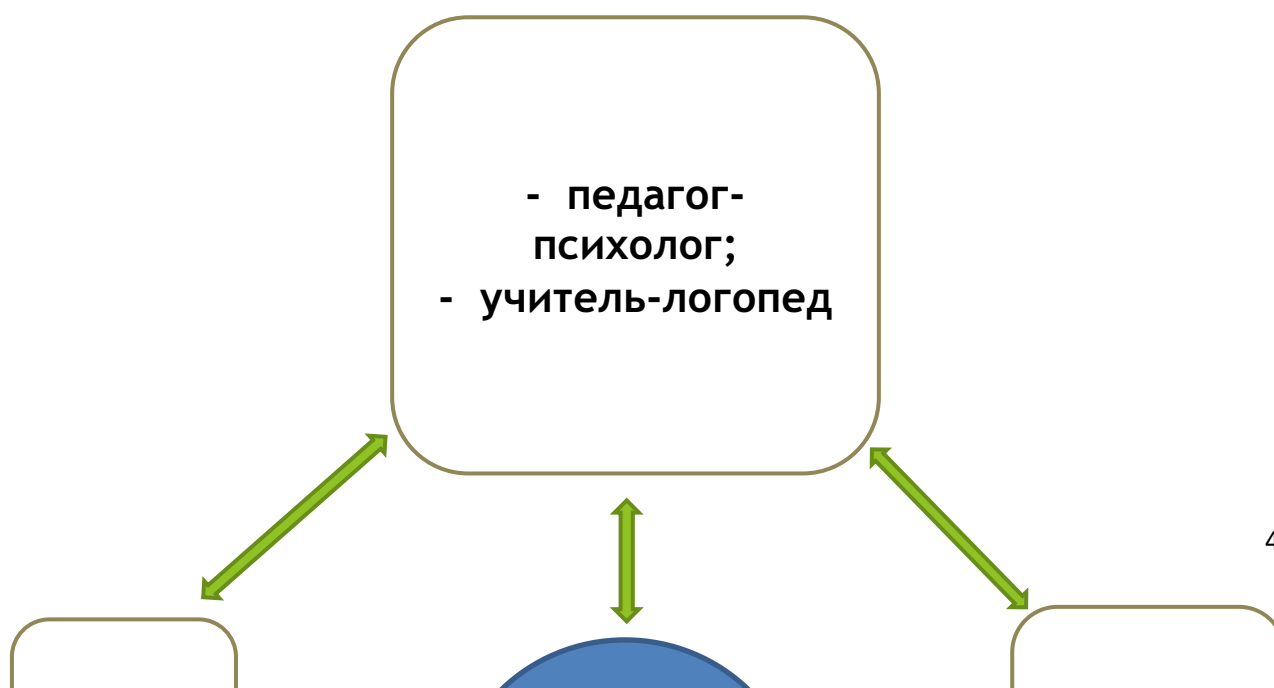 - педагог-
психолог;
- учитель-логопед